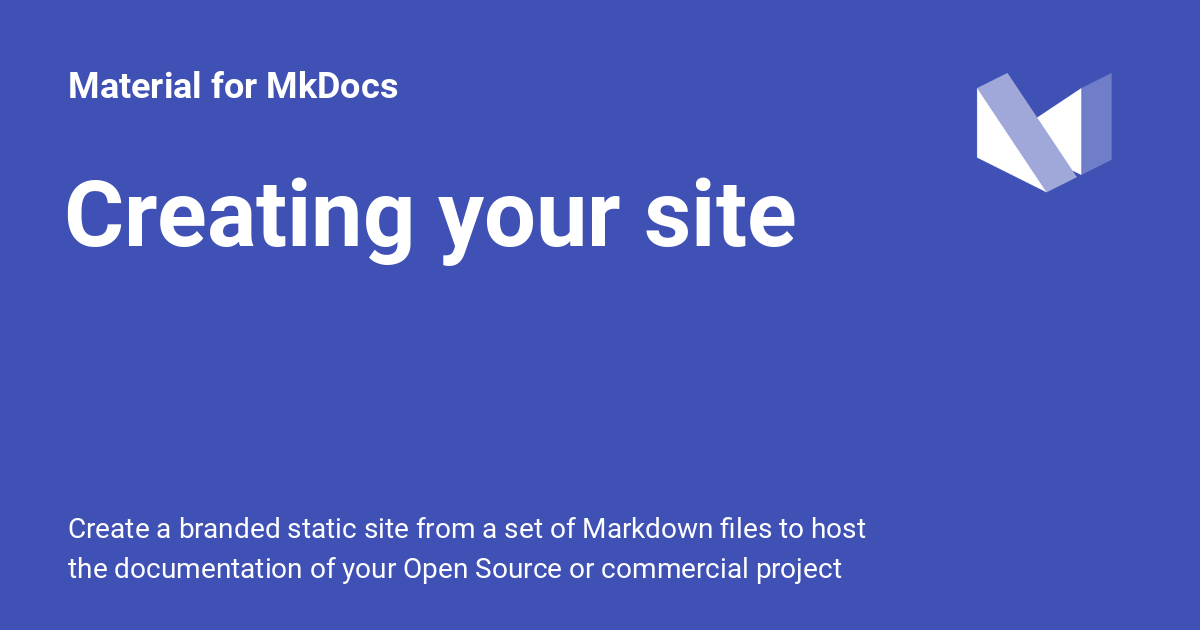 Material for MkDocs
Creating your site
Create a branded static site from a set of Markdown files to host
the documentation of your Open Source or commercial project